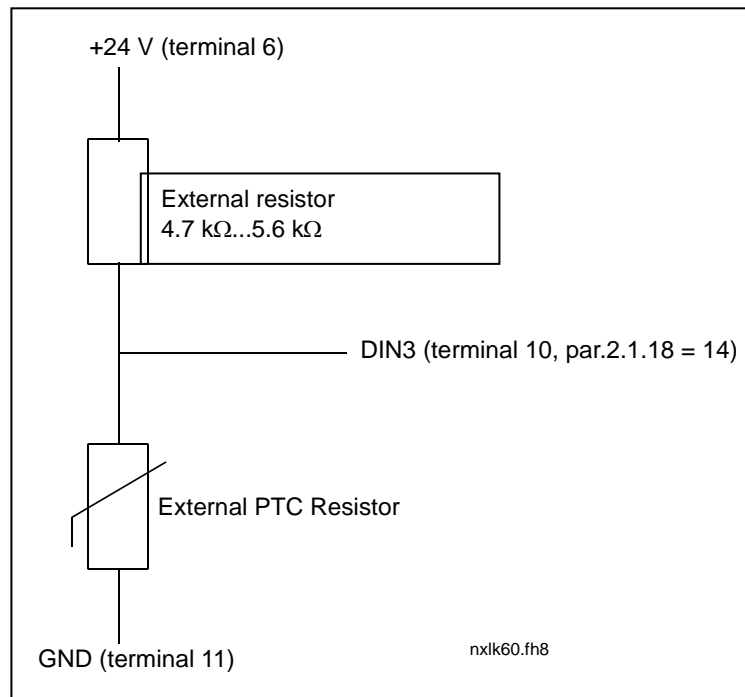 +24 V (terminal 6)
External resistor
4.7 kΩ...5.6 kΩ
DIN3 (terminal 10, par.2.1.18 = 14)
External PTC Resistor
GND (terminal 11)
nxlk60.fh8